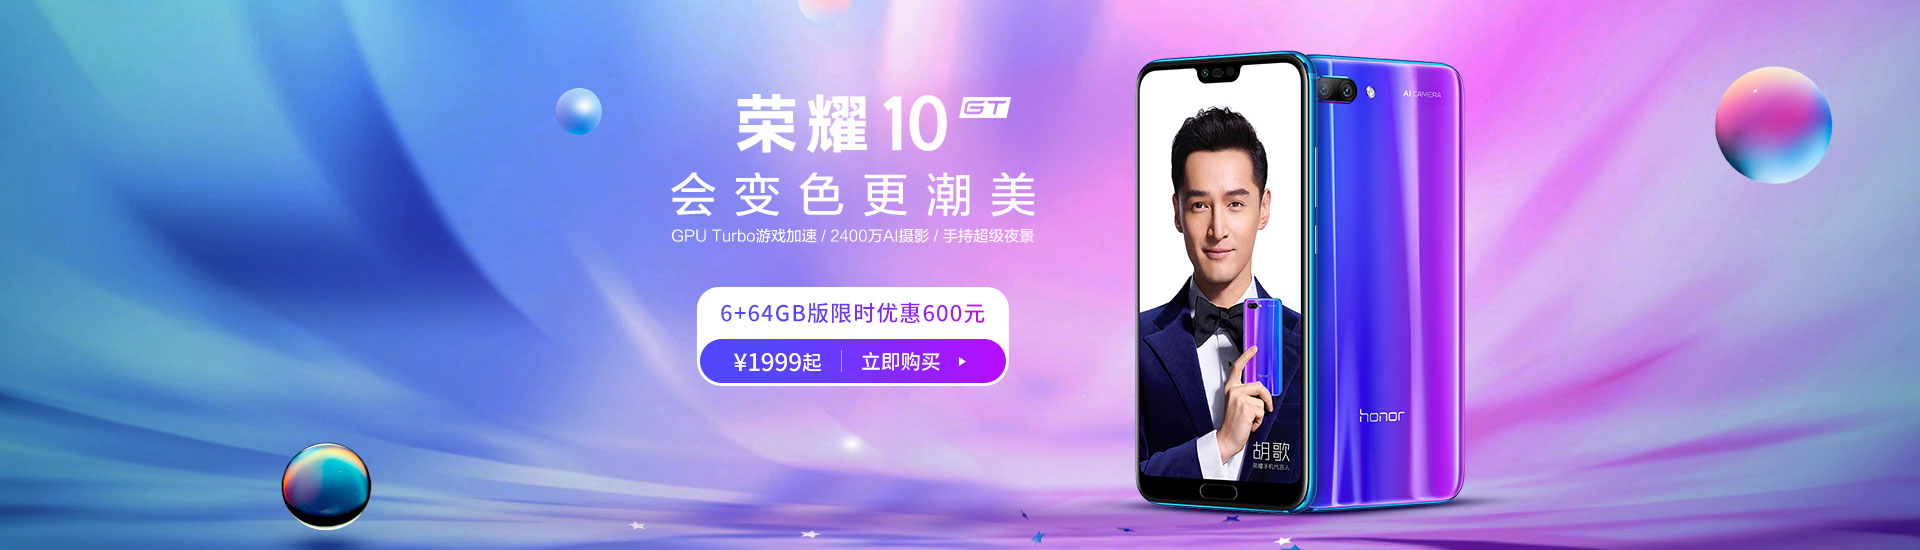 荣耀10 GT
会变色更潮美
GPU Turbo游戏加速 / 2400万AI摄影 / 手持超级夜景
6+64GB版限时优惠600元
¥1999起
立即购买
AI CAMERA
honor
胡歌
荣耀手机代言人